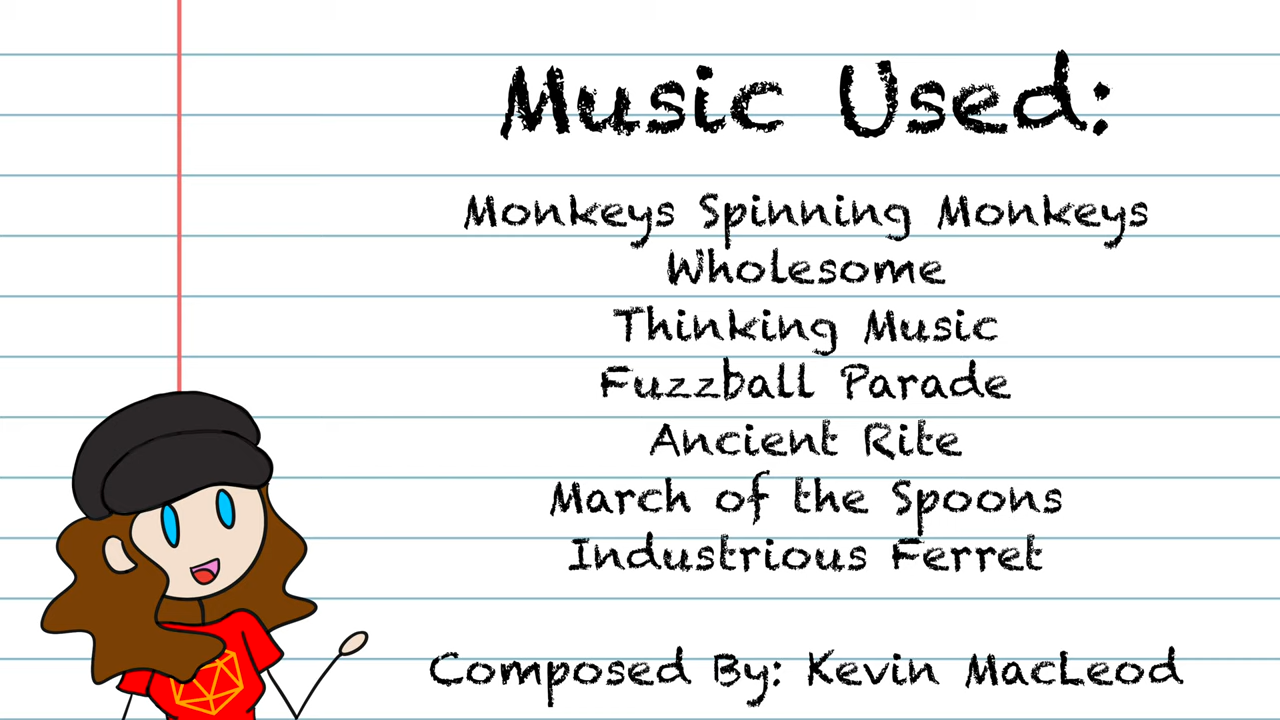 Music Used:
Monkeys Spinning Monkeys
Wholesome
Thinking Music
Fuzzball Parade
Ancient Rite
March of the Spoons
Industrious Ferret
Composed By: Kevin MacLeod